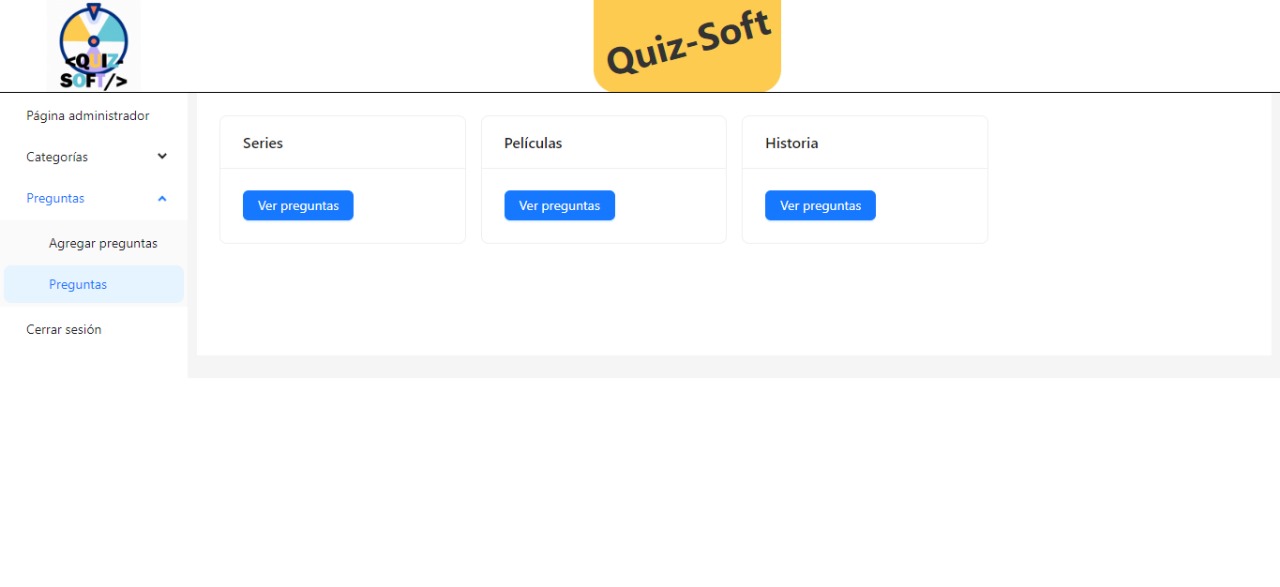 <QUIZ-
SOFT/>
Quiz-Soft
Página administrador
Categorías
Preguntas
Agregar preguntas
Preguntas
Cerrar sesión
Series
Ver preguntas
Películas
Ver preguntas
Historia
Ver preguntas